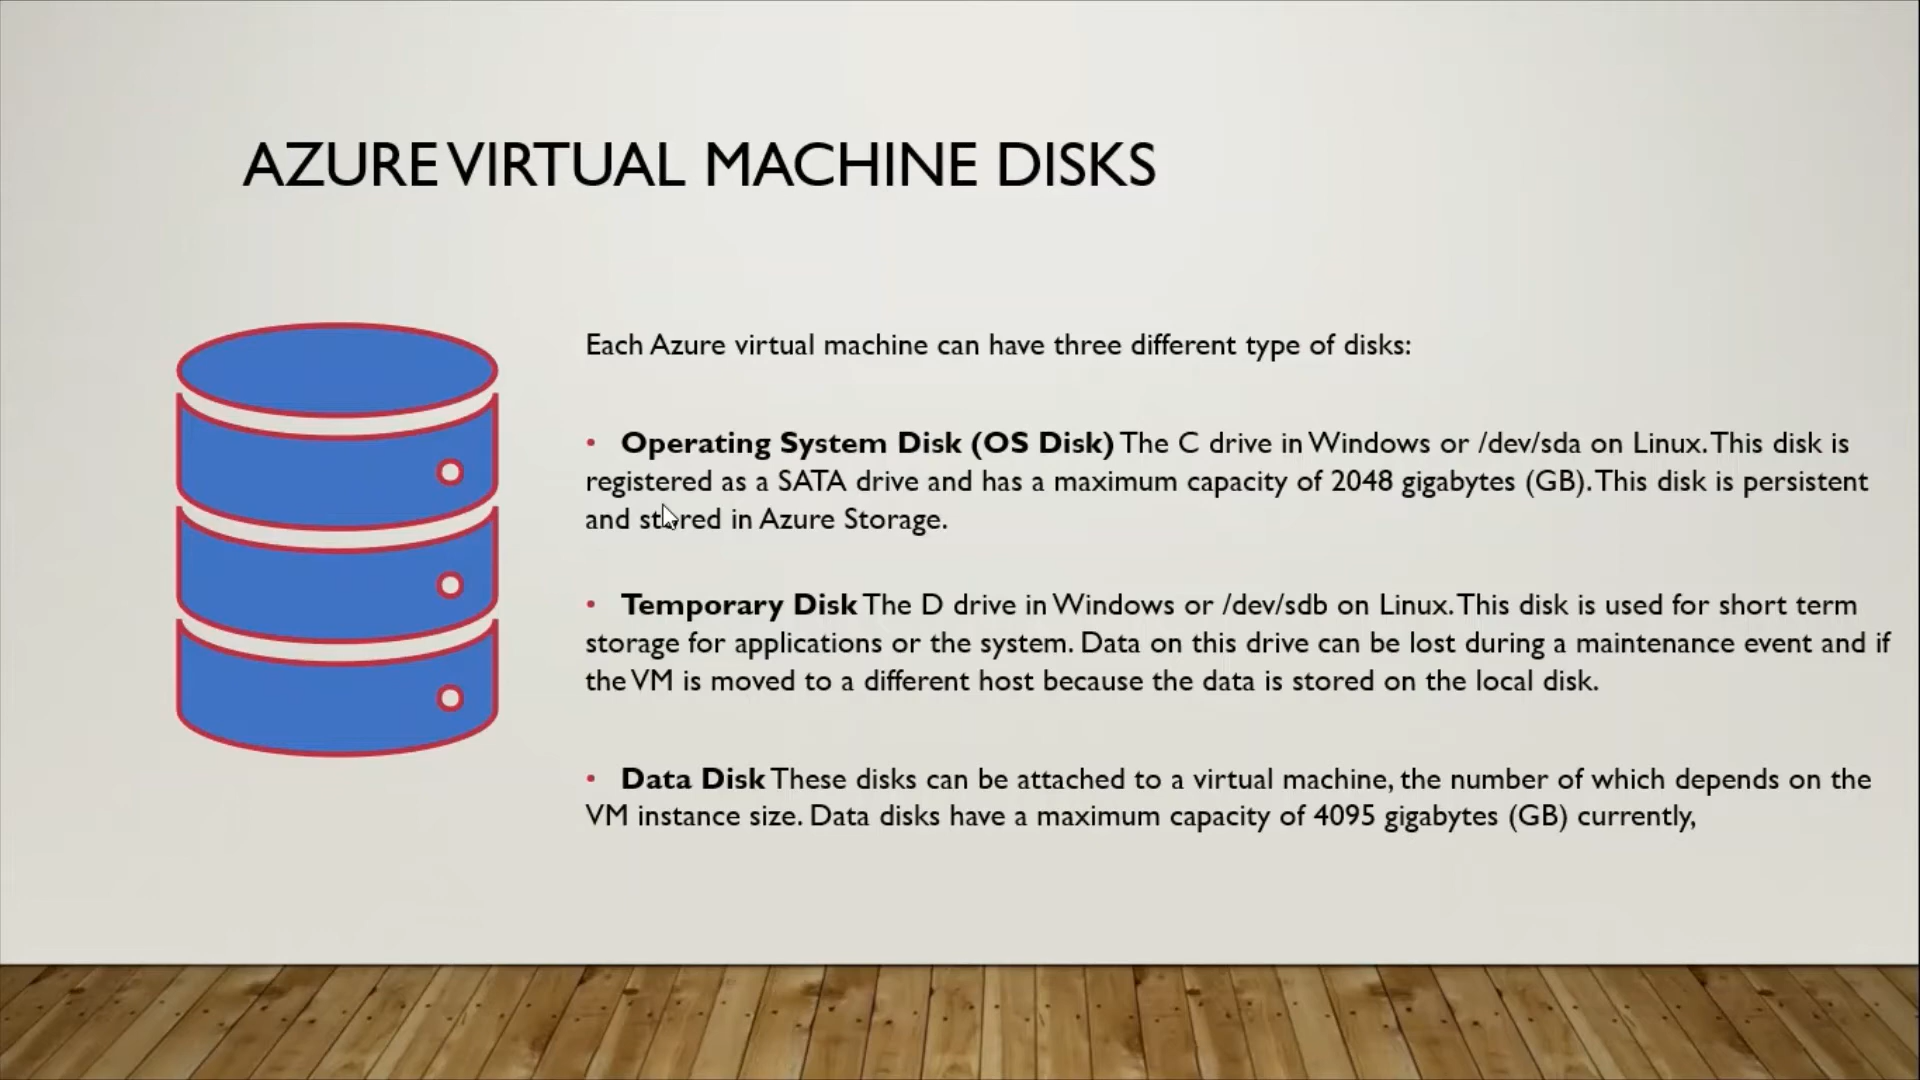 AZURE VIRTUAL MACHINE DISKS
Each Azure virtual machine can have three different type of disks:
• Operating System Disk (OS Disk) The C drive in Windows or /dev/sda on Linux. This disk is
registered as a SATA drive and has a maximum capacity of 2048 gigabytes (GB). This disk is persistent
and stored in Azure Storage.
• Temporary Disk The D drive in Windows or /dev/sdb on Linux. This disk is used for short term
storage for applications or the system. Data on this drive can be lost during a maintenance event and if
the VM is moved to a different host because the data is stored on the local disk.
• Data Disk These disks can be attached to a virtual machine, the number of which depends on the
VM instance size. Data disks have a maximum capacity of 4095 gigabytes (GB) currently,